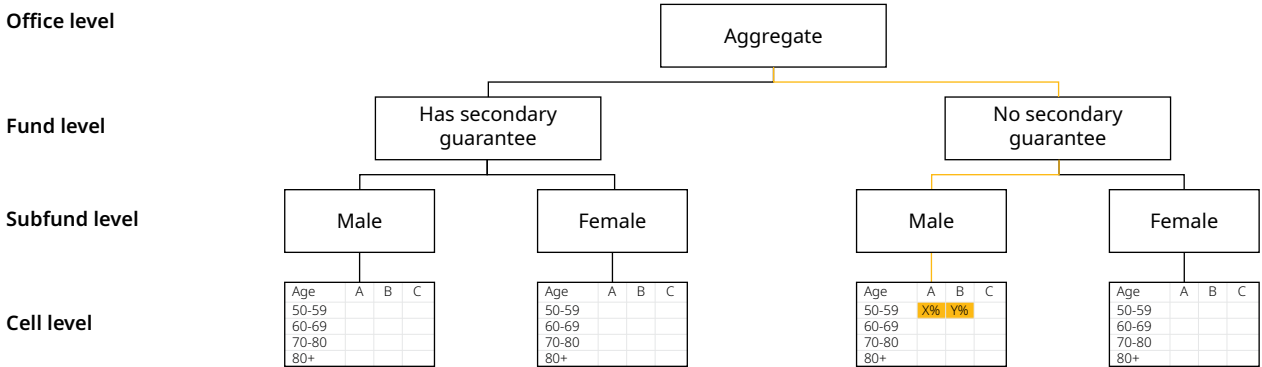 Office level
Aggregate
Fund level
Has secondary
guarantee
No secondary
guarantee
Subfund level
Male
Female
Male
Female
Cell level
Age A B C
50-59
60-69
70-80
80+
Age A B C
50-59
60-69
70-80
80+
Age A B C
50-59 X% Y%
60-69
70-80
80+
Age A B C
50-59
60-69
70-80
80+